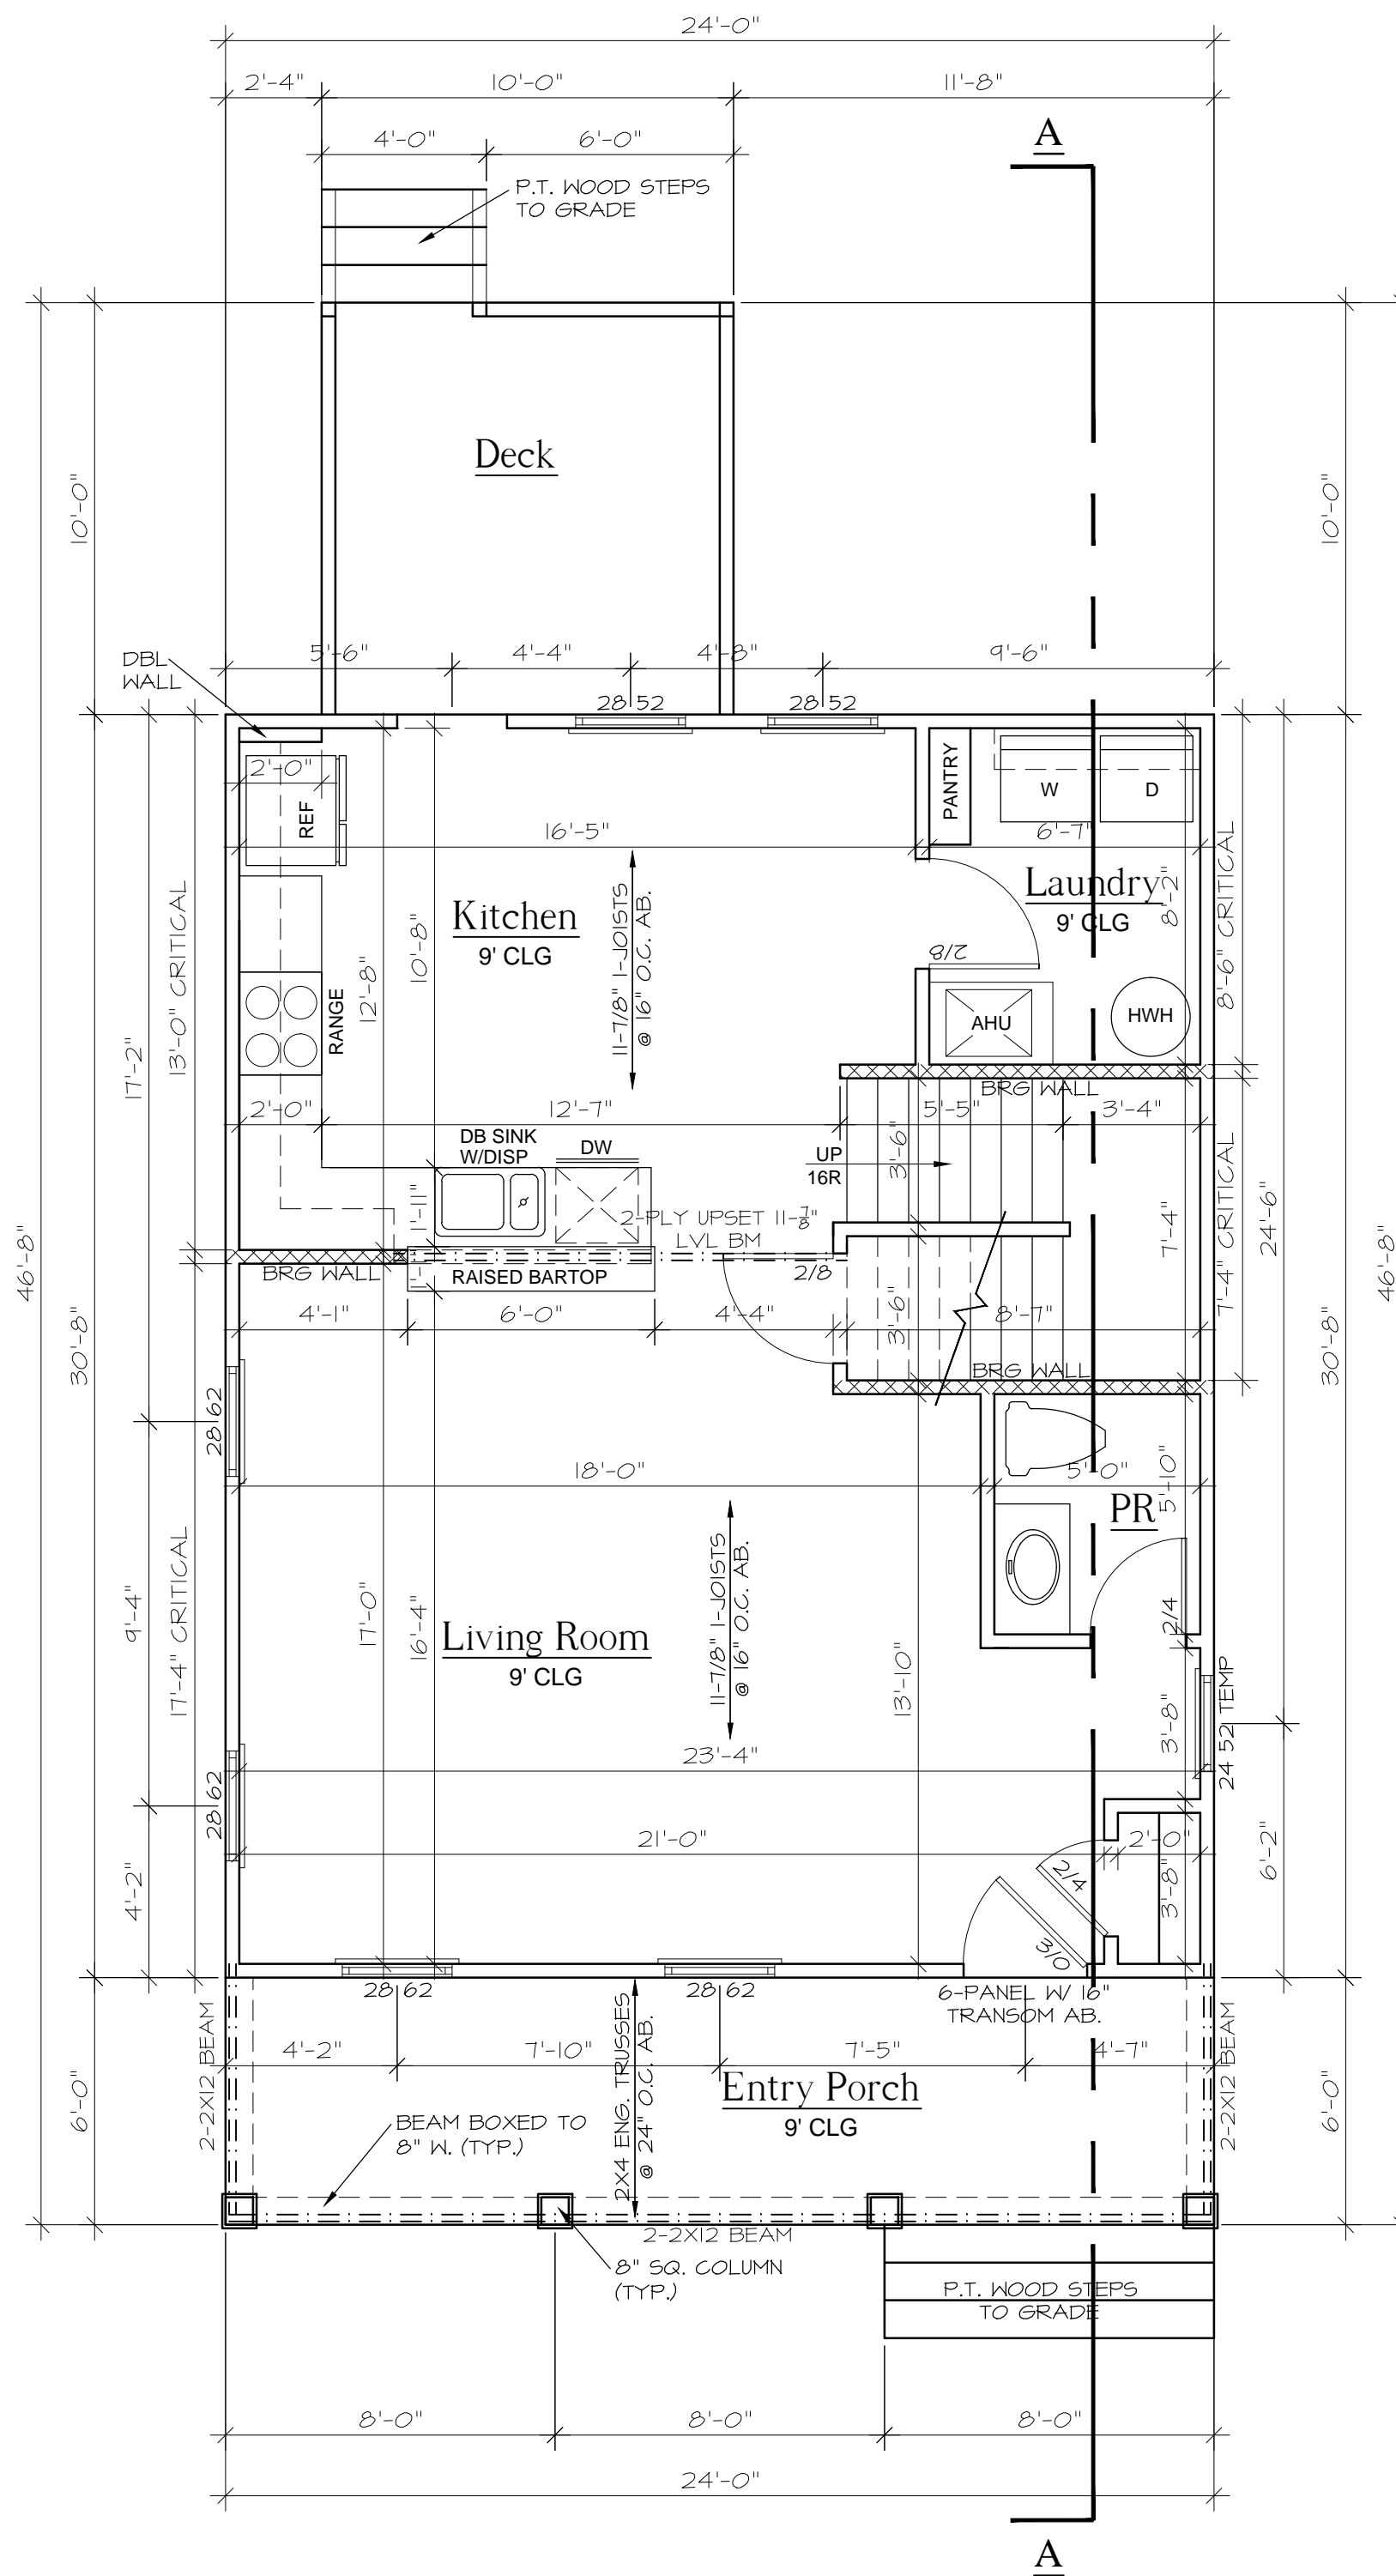 24'-0"
2'-4" 10'-0" 11'-8"
4'-0" 6'-0"
A
P.T. WOOD STEPS
TO GRADE
Deck
10'-0"
10'-0"
DBL
WALL
5'-6" 4'-4" 4'-8" 9'-6"
28 52 28 52
2'-0"
REF
PANTRY
W D
16'-5" 6'-7"
Kitchen
9' CLG
Laundry
9' CLG
8'-2"
8'-6" CRITICAL
13'-0" CRITICAL
17'-2"
12'-8"
10'-8"
11-7/8" I-JOISTS
@ 16" O.C. AB.
2/8
RANGE
AHU
HWH
BRG WALL
2'-0" 12'-7" 5'-5" 3'-4"
DB SINK
W/DISP
DW
UP
16R
3'-6"
1'-11"
2-PLY UPSET 11-7/8"
LVL BM
7'-4"
7'-4" CRITICAL
24'-6"
46'-8"
46'-8"
BRG WALL
RAISED BARTOP
2/8
4'-1" 6'-0" 4'-4" 8'-7"
3'-6"
30'-8"
30'-8"
BRG WALL
28 62
18'-0" 5'-0"
5'-10"
PR
9'-4"
17'-4" CRITICAL
17'-0"
16'-4"
Living Room
9' CLG
11-7/8" I-JOISTS
@ 16" O.C. AB.
13'-10"
2/4
3'-8"
24 52 TEMP
23'-4"
28 62
21'-0" 2'-0"
4'-2"
2/4
3/0
3'-8"
6'-2"
28 62 28 62
6-PANEL W/ 16"
TRANSOM AB.
2-2X12 BEAM
2-2X12 BEAM
4'-2" 7'-10" 7'-5" 4'-7"
2X4 ENG. TRUSSES
@ 24" O.C. AB.
Entry Porch
9' CLG
6'-0"
6'-0"
BEAM BOXED TO
8" W. (TYP.)
2-2X12 BEAM
8" SQ. COLUMN
(TYP.)
P.T. WOOD STEPS
TO GRADE
8'-0" 8'-0" 8'-0"
24'-0"
A